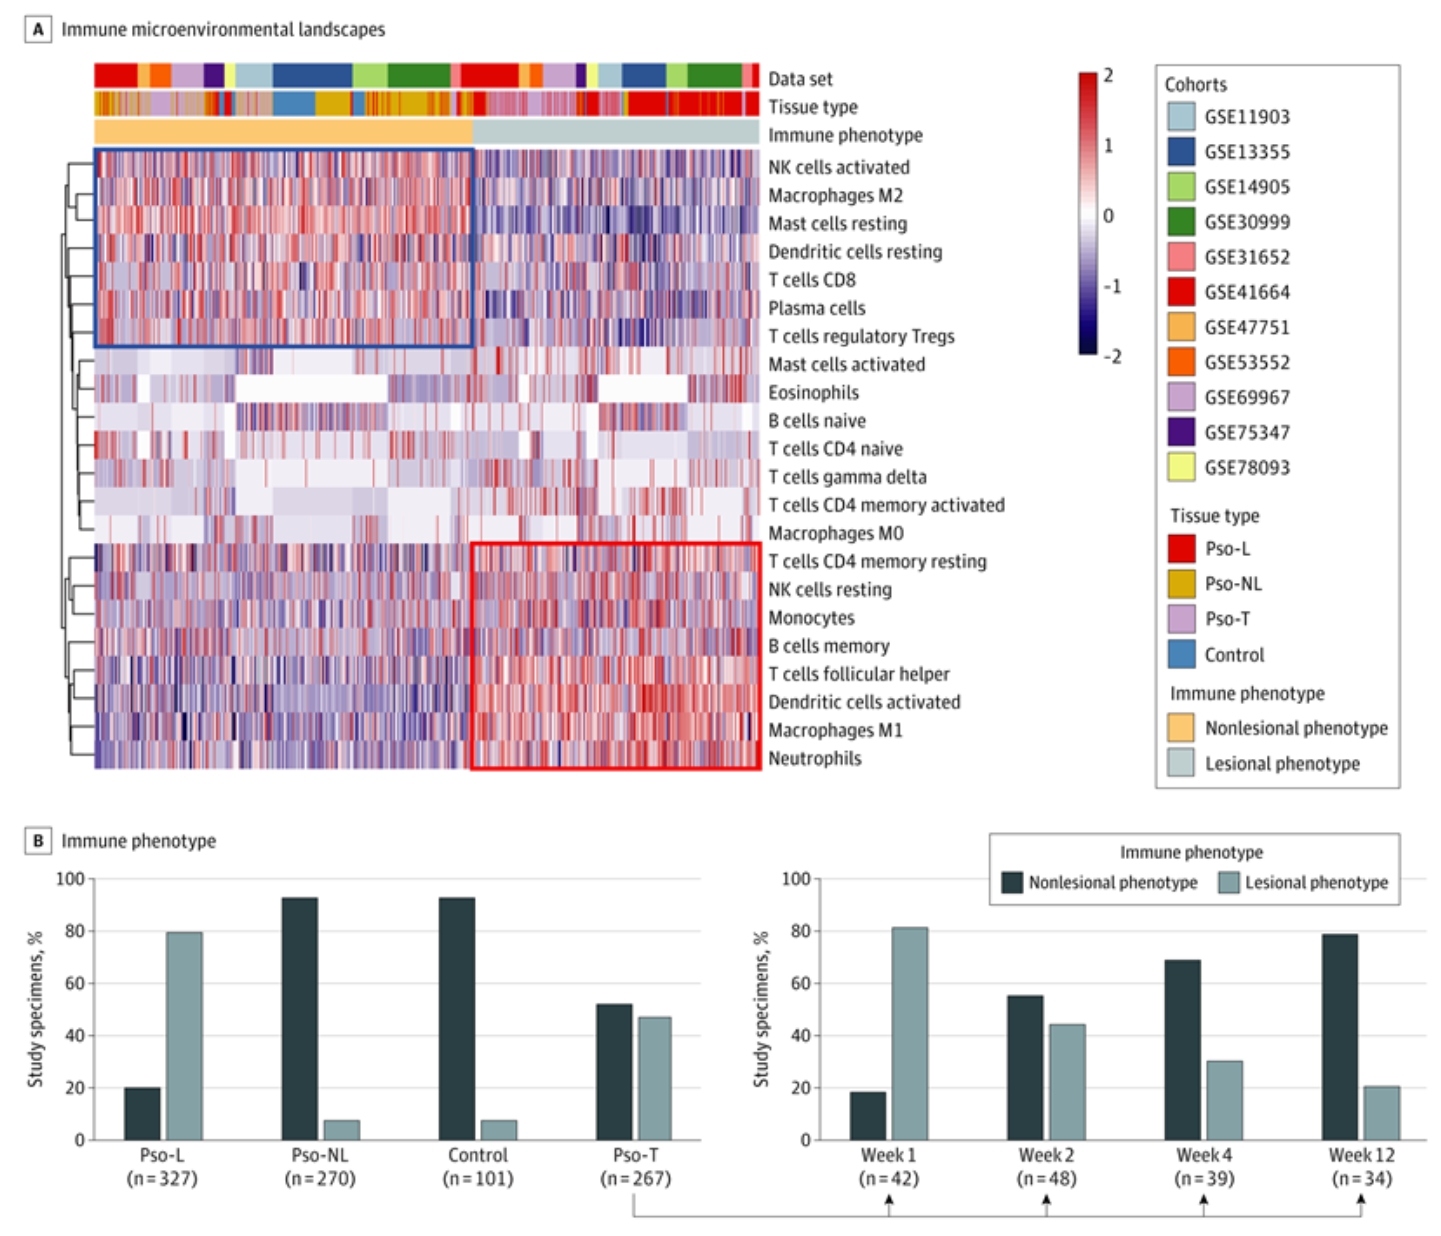 A Immune microenvironmental landscapes
Data set
Tissue type
Immune phenotype
NK cells activated
Macrophages M2
Mast cells resting
Dendritic cells resting
T cells CD8
Plasma cells
T cells regulatory Tregs
Mast cells activated
Eosinophils
B cells naive
T cells CD4 naive
T cells gamma delta
T cells CD4 memory activated
Macrophages M0
T cells CD4 memory resting
NK cells resting
Monocytes
B cells memory
T cells follicular helper
Dendritic cells activated
Macrophages M1
Neutrophils
2
1
0
-1
-2
Cohorts
GSE11903
GSE13355
GSE14905
GSE30999
GSE31652
GSE41664
GSE47751
GSE53552
GSE69967
GSE75347
GSE78093
Tissue type
Pso-L
Pso-NL
Pso-T
Control
Immune phenotype
Nonlesional phenotype
Lesional phenotype
B Immune phenotype
Study specimens, %
100
80
60
40
20
0
Pso-L
(n=327)
Pso-NL
(n=270)
Control
(n=101)
Pso-T
(n=267)
Immune phenotype
Nonlesional phenotype
Lesional phenotype
Study specimens, %
100
80
60
40
20
0
Week 1
(n=42)
Week 2
(n=48)
Week 4
(n=39)
Week 12
(n=34)